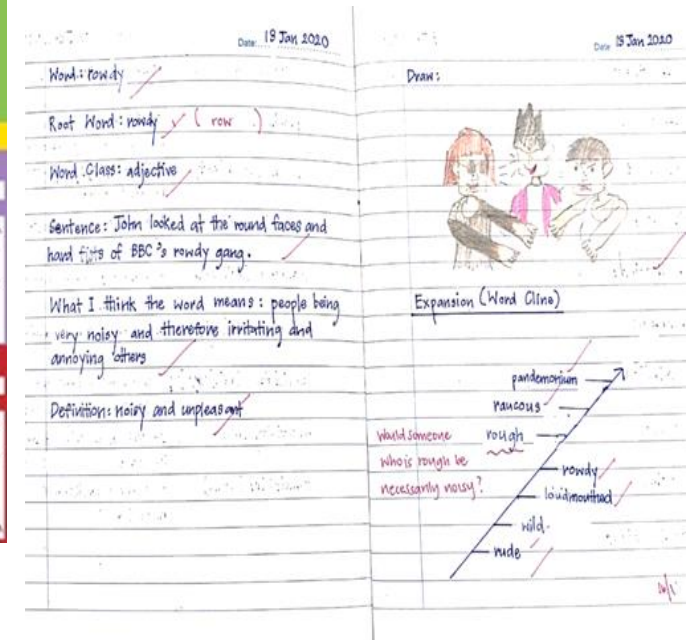 Date: 19 Jan 2020
Word: rowdy
Root Word: rowdy ( row )
Word Class: adjective
Sentence: John looked at the round faces and
hard fists of BBC's rowdy gang.
What I think the word means: people being
very noisy and therefore irritating and
annoying others
Definition: noisy and unpleasant
Date: 19 Jan 2020
Draw:
Expansion (Word Cline)
pandemonium
raucous
rough
rowdy
loudmouthed
wild
rude
Would someone
who is rough be
necessarily noisy?